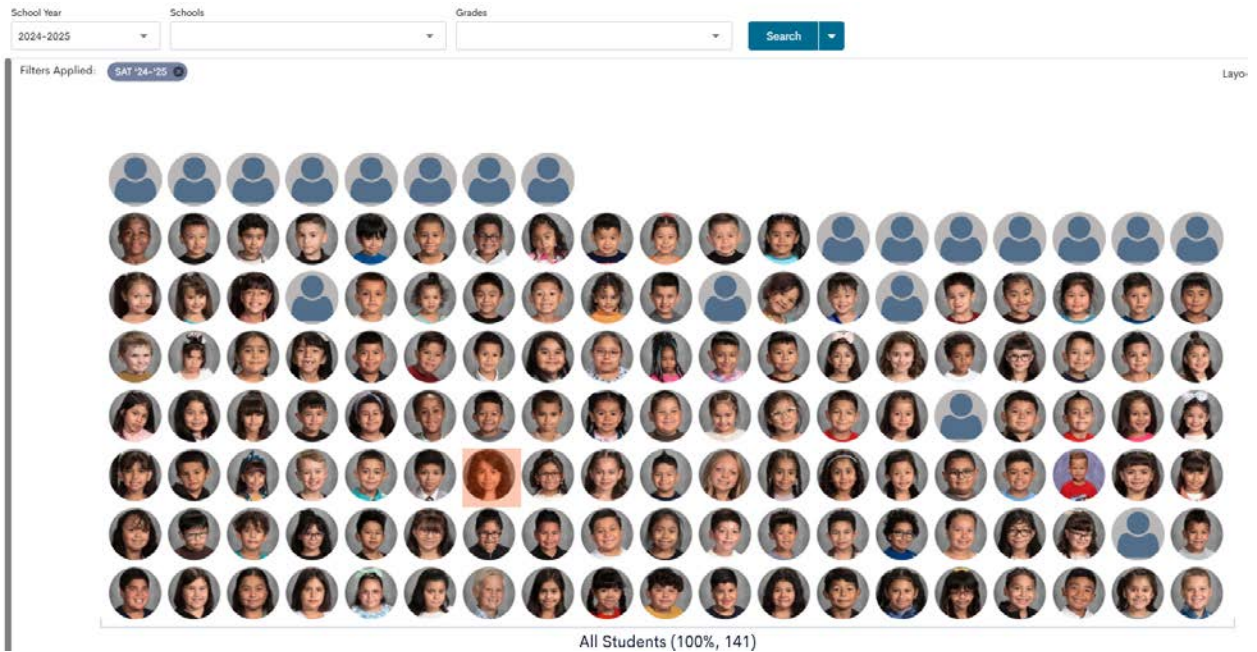 School Year
Schools
Grades
2024-2025
Search
Filters Applied:
SAT '24-'25
Layo-
All Students (100%, 141)